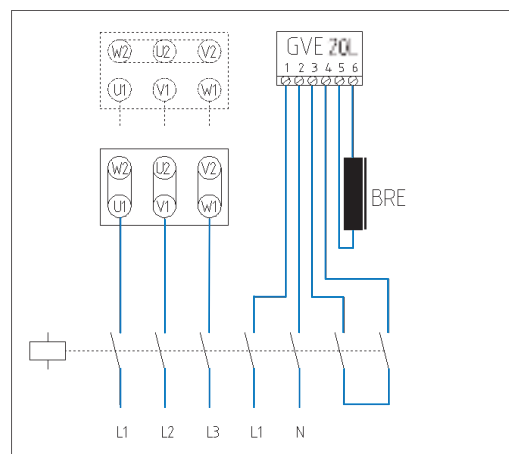 GVE 20L
1 2 3 4 5 6
W2 U2 V2
U1 V1 W1
W2 U2 V2
U1 V1 W1
BRE
L1 L2 L3 L1 N